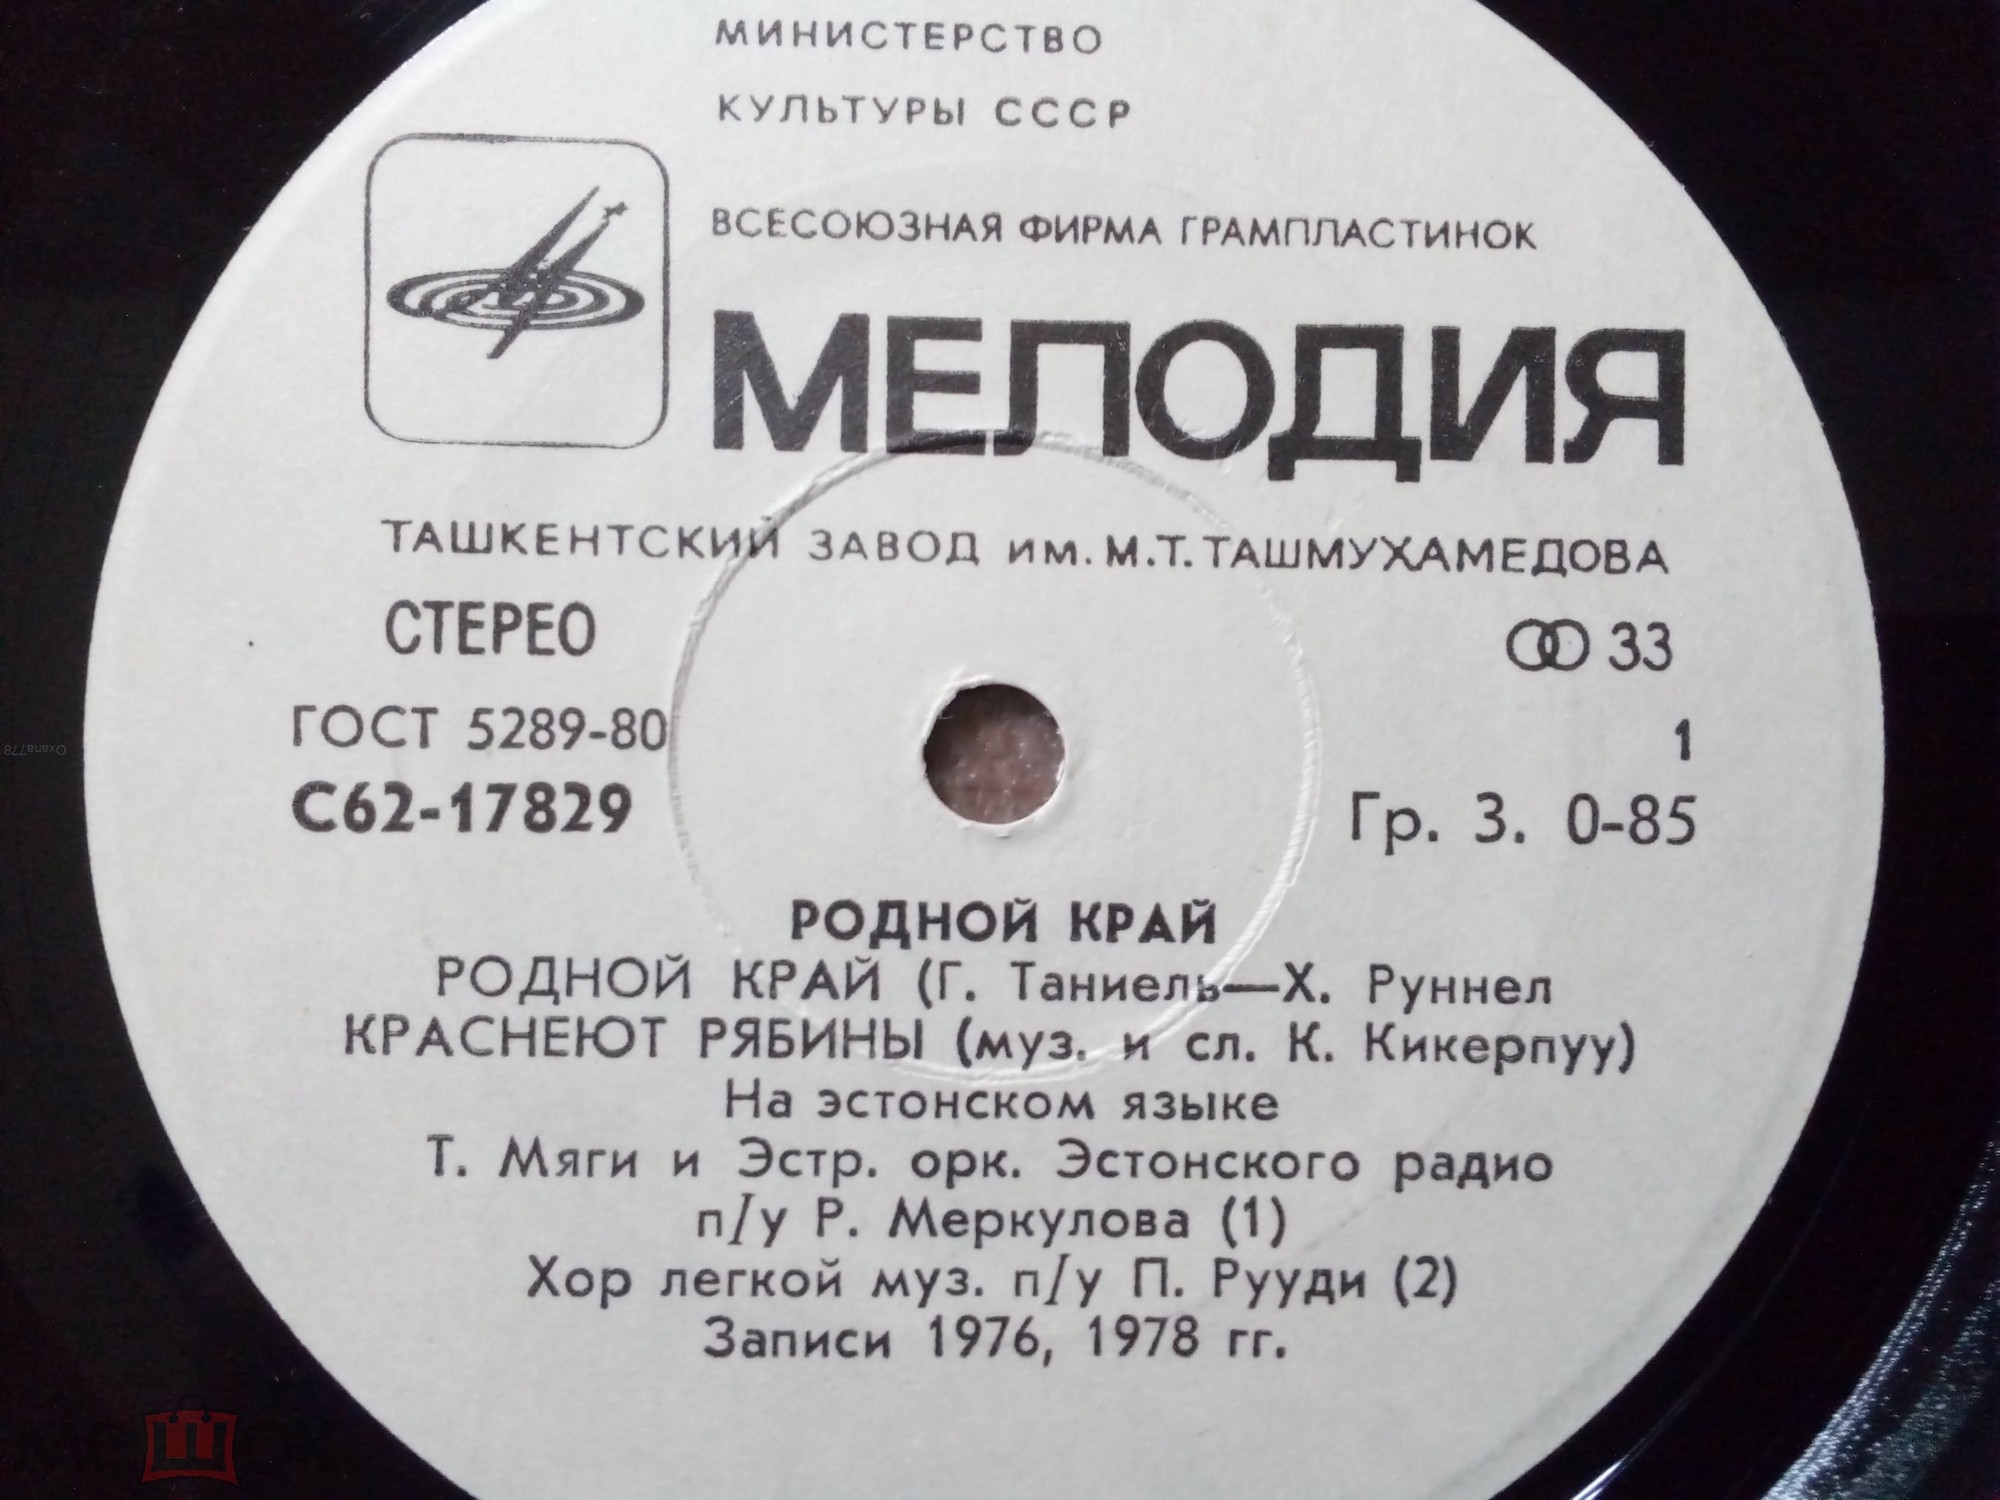 МИНИСТЕРСТВО
КУЛЬТУРЫ СССР
ВСЕСОЮЗНАЯ ФИРМА ГРАМПЛАСТИНОК
МЕЛОДИЯ
ТАШКЕНТСКИЙ ЗАВОД им. М.Т. ТАШМУХАМЕДОВА
СТЕРЕО 33
ГОСТ 5289-80 1
С62-17829 Гр. 3. 0-85
РОДНОЙ КРАЙ
РОДНОЙ КРАЙ (Г. Таниель—Х. Руннел
КРАСНЕЮТ РЯБИНЫ (муз. и сл. К. Кикерпуу)
На эстонском языке
Т. Мяги и Эстр. орк. Эстонского радио
п/у Р. Меркулова (1)
Хор легкой муз. п/у П. Рууди (2)
Записи 1976, 1978 гг.
Oxana778
МЕШОК